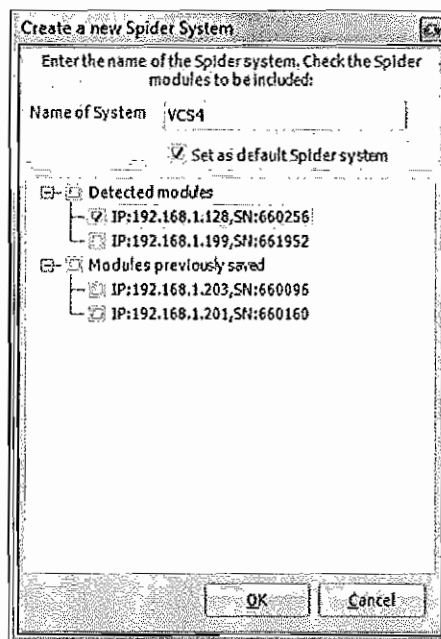 Create a new Spider System
Enter the name of the Spider system. Check the Spider
modules to be included:
Name of System VCS4
Set as default Spider system
Detected modules
IP:192.168.1.128,SN:660256
IP:192.168.1.199,SN:661952
Modules previously saved
IP:192.168.1.203,SN:660096
IP:192.168.1.201,SN:660160
OK Cancel